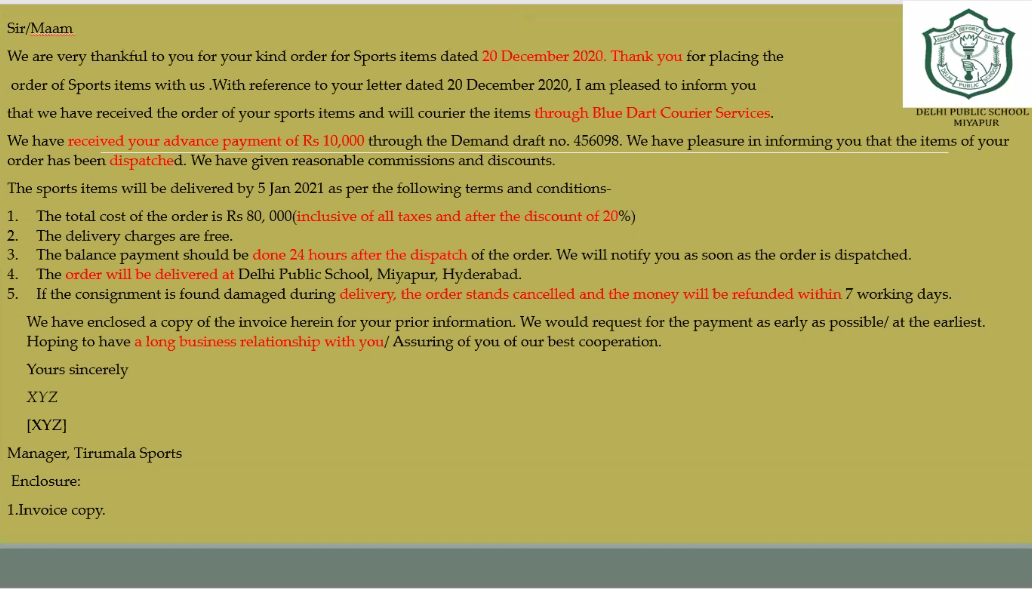 Sir/Maam
We are very thankful to you for your kind order for Sports items dated 20 December 2020. Thank you for placing the
order of Sports items with us .With reference to your letter dated 20 December 2020, I am pleased to inform you
that we have received the order of your sports items and will courier the items through Blue Dart Courier Services.
We have received your advance payment of Rs 10,000 through the Demand draft no. 456098. We have pleasure in informing you that the items of your
order has been dispatched. We have given reasonable commissions and discounts.
The sports items will be delivered by 5 Jan 2021 as per the following terms and conditions-
1. The total cost of the order is Rs 80, 000(inclusive of all taxes and after the discount of 20%)
2. The delivery charges are free.
3. The balance payment should be done 24 hours after the dispatch of the order. We will notify you as soon as the order is dispatched.
4. The order will be delivered at Delhi Public School, Miyapur, Hyderabad.
5. If the consignment is found damaged during delivery, the order stands cancelled and the money will be refunded within 7 working days.
We have enclosed a copy of the invoice herein for your prior information. We would request for the payment as early as possible/ at the earliest.
Hoping to have a long business relationship with you/ Assuring of you of our best cooperation.
Yours sincerely
XYZ
[XYZ]
Manager, Tirumala Sports
Enclosure:
1.Invoice copy.
SERVICE BEFORE SELF
DELHI PUBLIC SCHOOL
DELHI PUBLIC SCHOOL
MIYAPUR